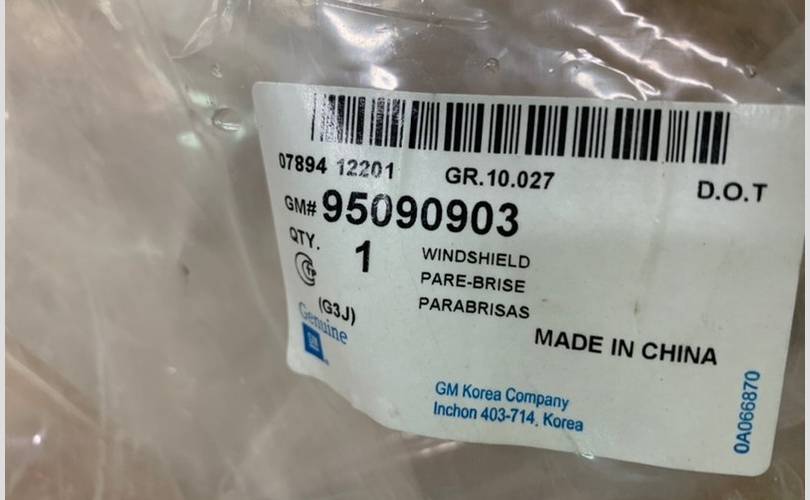 07894 12201 GR.10.027 D.O.T
GM# 95090903
QTY. 1
WINDSHIELD
PARE-BRISE
PARABRISAS
(G3J)
Genuine
GM
MADE IN CHINA
GM Korea Company
Inchon 403-714, Korea
0A066870